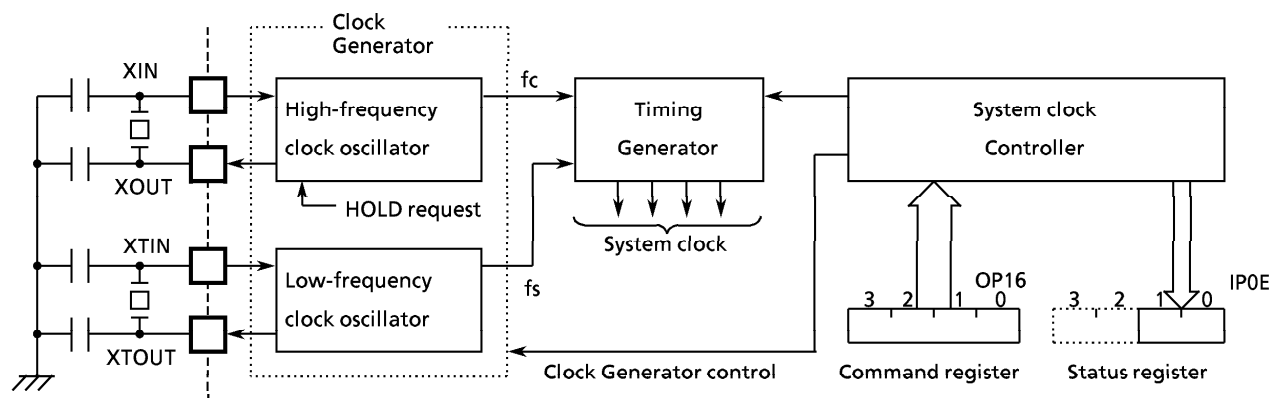 Clock
Generator
XIN
High-frequency
clock oscillator
XOUT
HOLD request
XTIN
Low-frequency
clock oscillator
XTOUT
fc
fs
Timing
Generator
System clock
System clock
Controller
Clock Generator control
OP16
3 2 1 0
Command register
IP0E
3 2 1 0
Status register